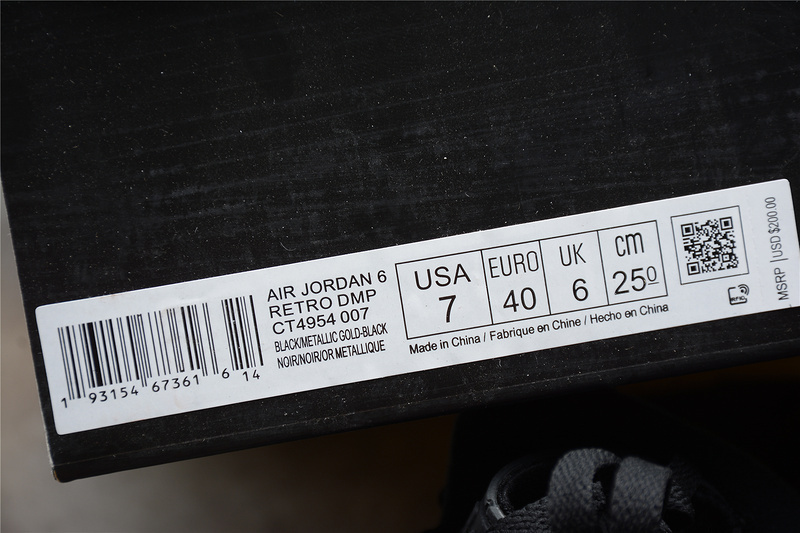 AIR JORDAN 6
RETRO DMP
CT4954 007
BLACK/METALLIC GOLD-BLACK
NOIR/NOIR/OR METALLIQUE
1 93154 67361 6 14
USA EURO UK cm
7 40 6 25º
Made in China / Fabrique en Chine / Hecho en China
RFID
MSRP | USD $200.00